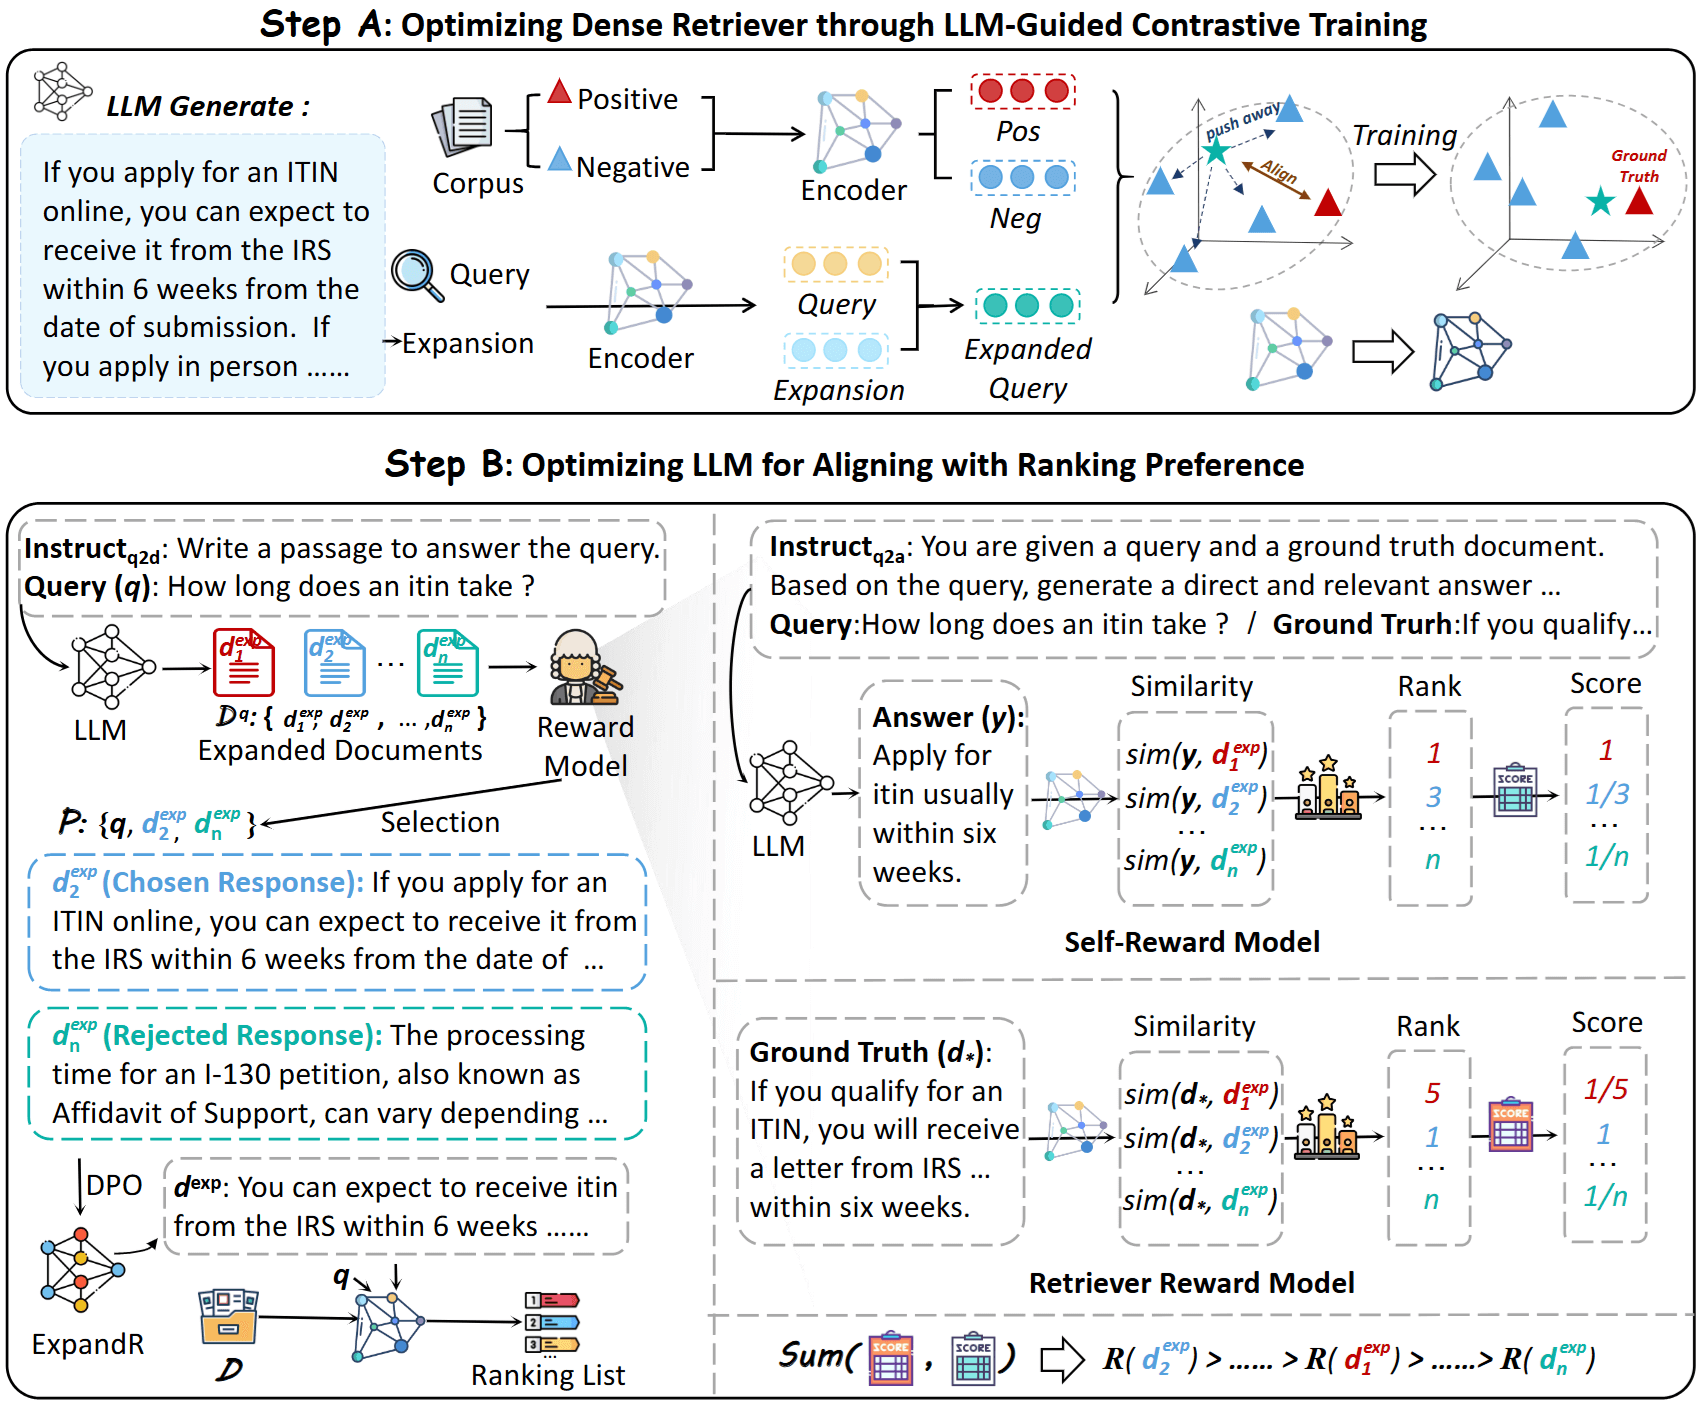 Step A: Optimizing Dense Retriever through LLM-Guided Contrastive Training
LLM Generate :
If you apply for an ITIN
online, you can expect to
receive it from the IRS
within 6 weeks from the
date of submission. If
you apply in person ......
Corpus
Positive
Negative
Encoder
Pos
Neg
Query
Expansion
Encoder
Query
Expansion
Expanded
Query
push away
Align
Training
Ground
Truth
Step B: Optimizing LLM for Aligning with Ranking Preference
Instruct_q2d: Write a passage to answer the query.
Query (q): How long does an itin take ?
LLM
d_1^exp
d_2^exp
...
d_n^exp
D^q: { d_1^exp, d_2^exp , ... ,d_n^exp }
Expanded Documents
Reward
Model
P: {q, d_2^exp, d_n^exp }
Selection
d_2^exp (Chosen Response): If you apply for an
ITIN online, you can expect to receive it from
the IRS within 6 weeks from the date of ...
d_n^exp (Rejected Response): The processing
time for an I-130 petition, also known as
Affidavit of Support, can vary depending ...
DPO
d^exp: You can expect to receive itin
from the IRS within 6 weeks ......
ExpandR
D
q
1
2
3
...
Ranking List
Instruct_q2a: You are given a query and a ground truth document.
Based on the query, generate a direct and relevant answer ...
Query:How long does an itin take ? / Ground Trurh:If you qualify...
LLM
Answer (y):
Apply for
itin usually
within six
weeks.
Similarity
sim(y, d_1^exp)
sim(y, d_2^exp)
...
sim(y, d_n^exp)
Rank
1
3
...
n
SCORE
Score
1
1/3
...
1/n
Self-Reward Model
Ground Truth (d*):
If you qualify for an
ITIN, you will receive
a letter from IRS ...
within six weeks.
Similarity
sim(d*, d_1^exp)
sim(d*, d_2^exp)
...
sim(d*, d_n^exp)
Rank
5
1
...
n
SCORE
Score
1/5
1
...
1/n
Retriever Reward Model
Sum( SCORE , SCORE ) R( d_2^exp) > ...... > R( d_1^exp) > ......> R( d_n^exp)